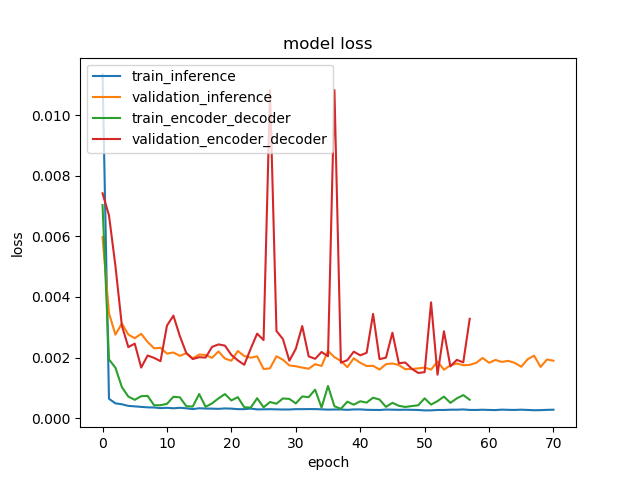 model loss
train_inference
validation_inference
train_encoder_decoder
validation_encoder_decoder
0.010
0.008
0.006
0.004
0.002
0.000
loss
0 10 20 30 40 50 60 70
epoch